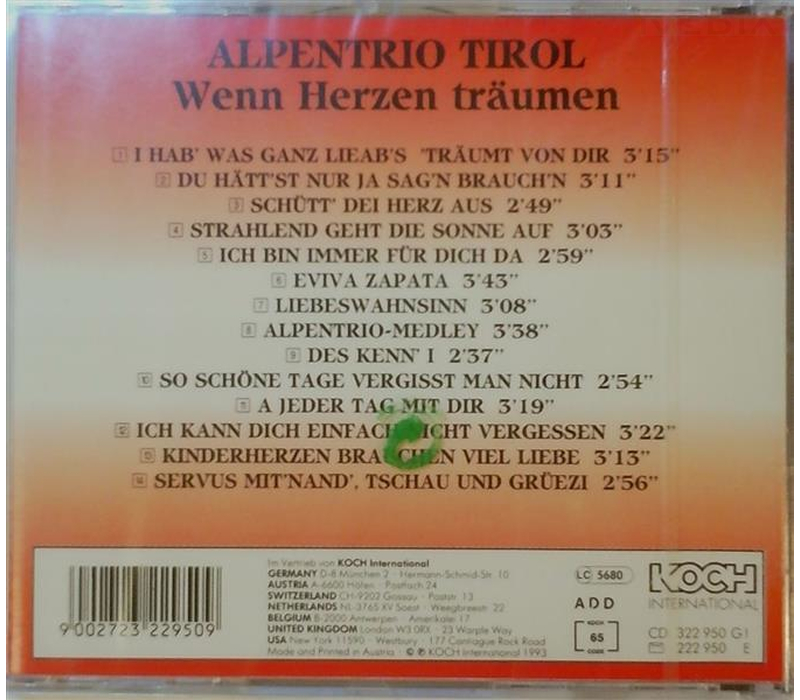 ALPENTRIO TIROL
Wenn Herzen träumen
1 I HAB' WAS GANZ LIEAB'S 'TRÄUMT VON DIR 3'15"
2 DU HÄTT'ST NUR JA SAG'N BRAUCH'N 3'11"
3 SCHÜTT' DEI HERZ AUS 2'49"
4 STRAHLEND GEHT DIE SONNE AUF 3'03"
5 ICH BIN IMMER FÜR DICH DA 2'59"
6 EVIVA ZAPATA 3'43"
7 LIEBESWAHNSINN 3'08"
8 ALPENTRIO-MEDLEY 3'38"
9 DES KENN' I 2'37"
10 SO SCHÖNE TAGE VERGISST MAN NICHT 2'54"
11 A JEDER TAG MIT DIR 3'19"
12 ICH KANN DICH EINFACH NICHT VERGESSEN 3'22"
13 KINDERHERZEN BRAUCHEN VIEL LIEBE 3'13"
14 SERVUS MIT'NAND', TSCHAU UND GRÜEZI 2'56"
Im Vertrieb von KOCH International
GERMANY D-8 München 2 · Hermann-Schmid-Str. 10
AUSTRIA A-6600 Höfen · Postfach 24
SWITZERLAND CH-9202 Gossau · Postfr. 13
NETHERLANDS NL-3765 XV Soest · Weegbreestr. 22
BELGIUM B-2000 Antwerpen · Amerikalei 17
UNITED KINGDOM London W3 0RX · 23 Warple Way
USA New York 11590 · Westbury · 177 Cantiague Rock Road
Made and Printed in Austria · © ℗ KOCH International 1993
9 002723 229509
LC 5680
ADD
KOCH
65
CODE
KOCH
INTERNATIONAL
CD 322 950 G1
222 950 E